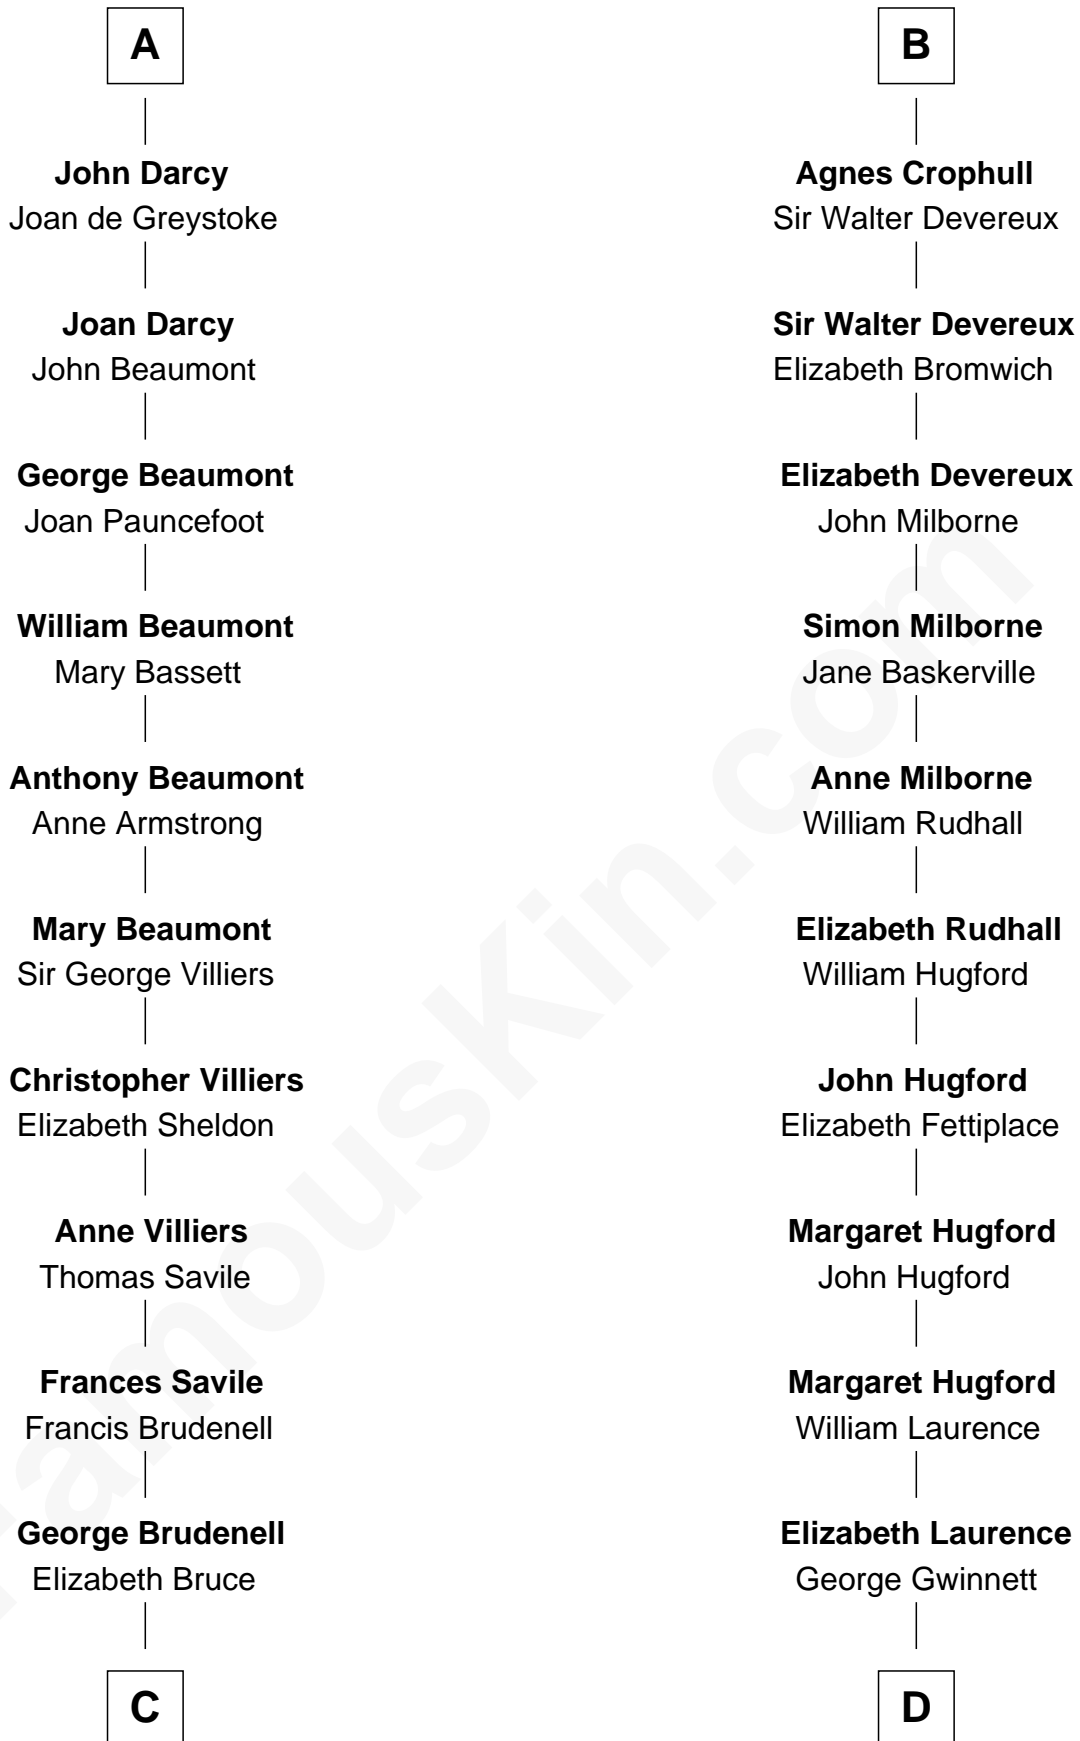 A
John Darcy
Joan de Greystoke
Joan Darcy
John Beaumont
George Beaumont
Joan Pauncefoot
William Beaumont
Mary Bassett
Anthony Beaumont
Anne Armstrong
Mary Beaumont
Sir George Villiers
Christopher Villiers
Elizabeth Sheldon
Anne Villiers
Thomas Savile
Frances Savile
Francis Brudenell
George Brudenell
Elizabeth Bruce
C
B
Agnes Crophull
Sir Walter Devereux
Sir Walter Devereux
Elizabeth Bromwich
Elizabeth Devereux
John Milborne
Simon Milborne
Jane Baskerville
Anne Milborne
William Rudhall
Elizabeth Rudhall
William Hugford
John Hugford
Elizabeth Fettiplace
Margaret Hugford
John Hugford
Margaret Hugford
William Laurence
Elizabeth Laurence
George Gwinnett
D
FamousKin.com